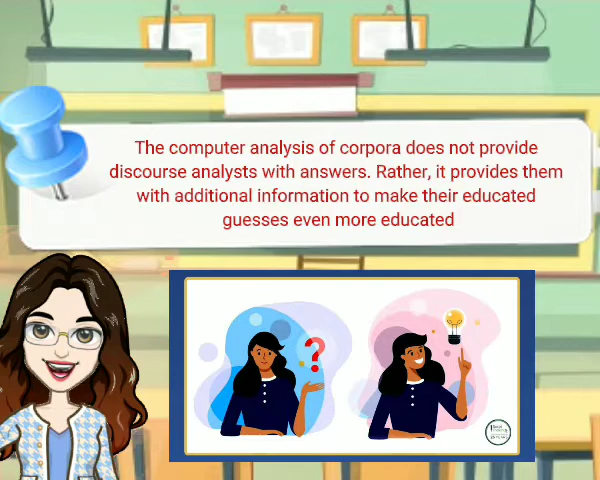 The computer analysis of corpora does not provide
discourse analysts with answers. Rather, it provides them
with additional information to make their educated
guesses even more educated
?